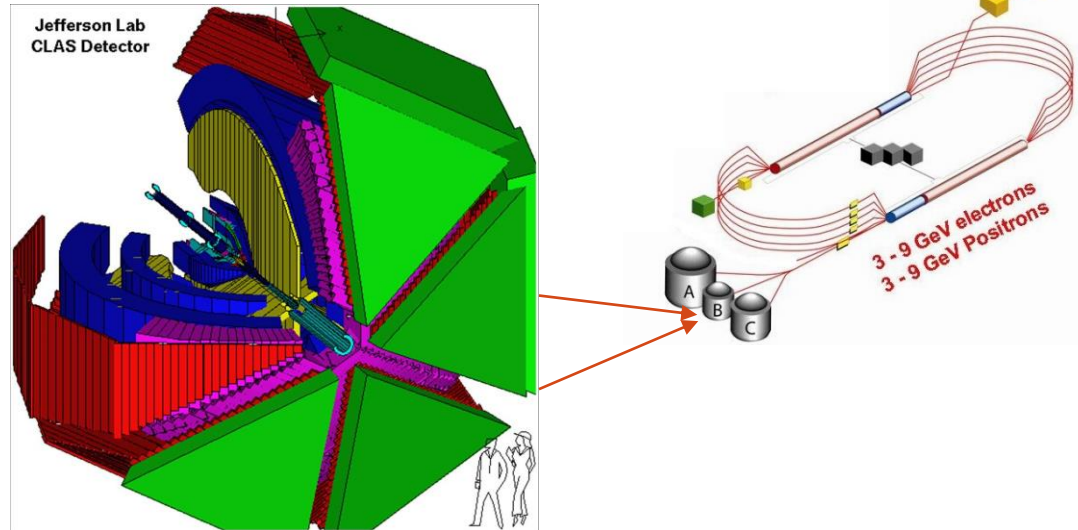 Jefferson Lab
CLAS Detector
x
3 - 9 GeV electrons
3 - 9 GeV Positrons
A
B
C